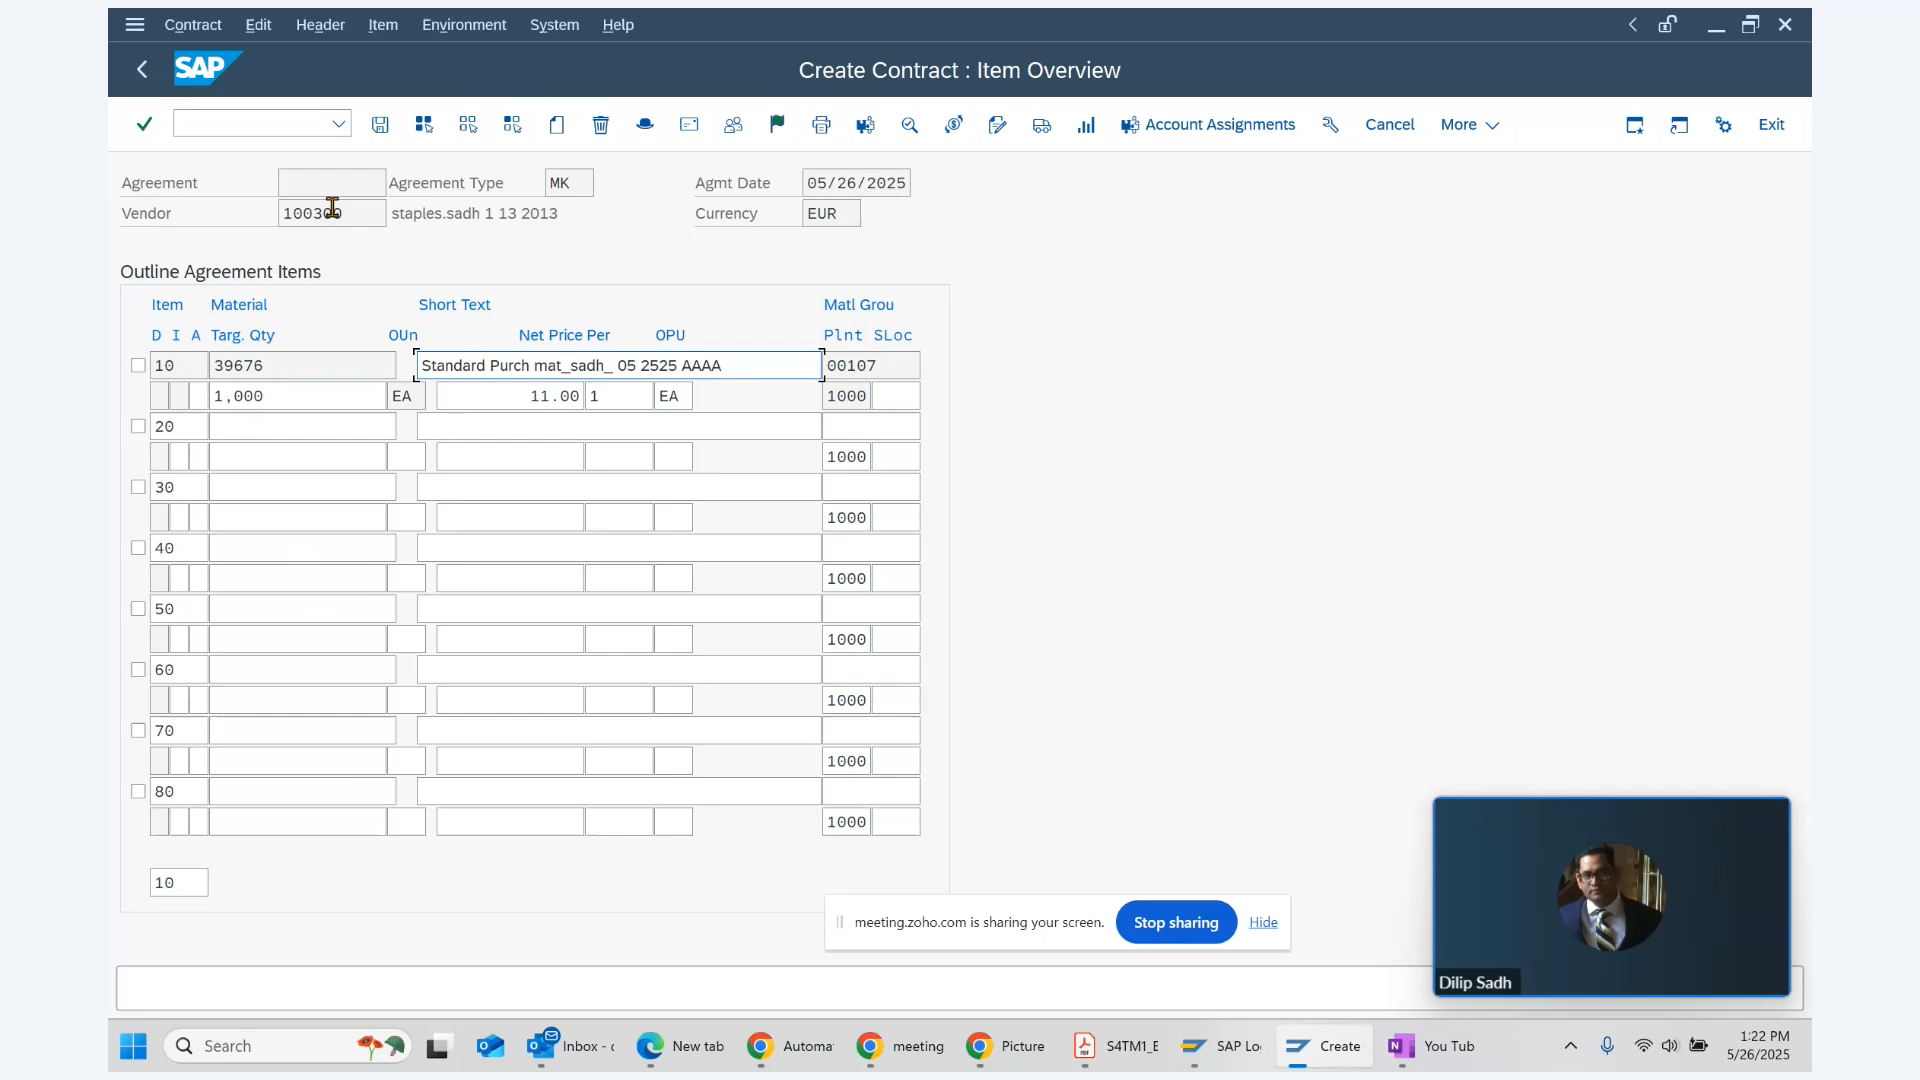 Contract Edit Header Item Environment System Help
SAP Create Contract : Item Overview
Account Assignments Cancel More Exit
Agreement Agreement Type MK Agmt Date 05/26/2025
Vendor 100300 staples.sadh 1 13 2013 Currency EUR
Outline Agreement Items
Item Material Short Text Matl Grou
D I A Targ. Qty OUn Net Price Per OPU Plnt SLoc
10 39676 Standard Purch mat_sadh_ 05 2525 AAAA 00107
1,000 EA 11.00 1 EA 1000
20
1000
30
1000
40
1000
50
1000
60
1000
70
1000
80
1000
10
meeting.zoho.com is sharing your screen. Stop sharing Hide
Dilip Sadh
Search Inbox - New tab Automa meeting Picture S4TM1_E SAP Lo Create You Tub 1:22 PM
5/26/2025